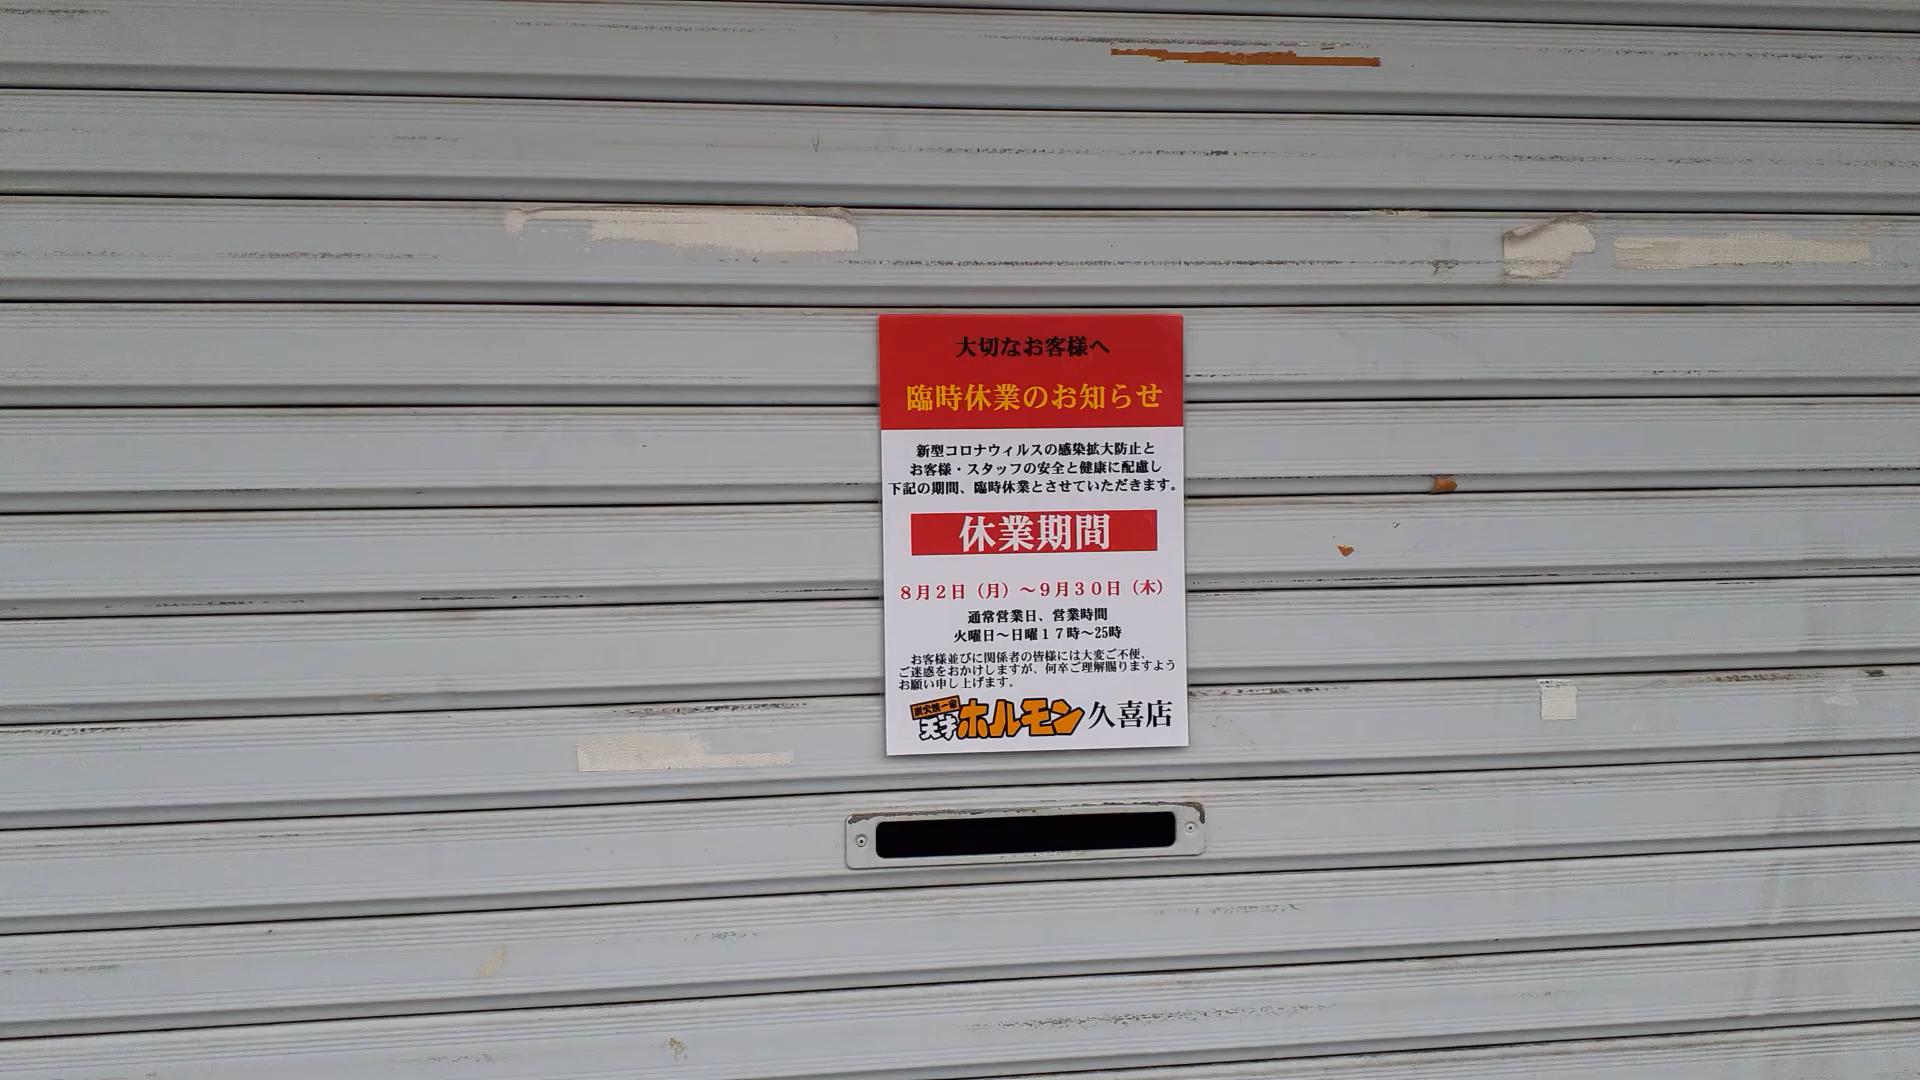 大切なお客様へ
臨時休業のお知らせ
新型コロナウィルスの感染拡大防止と
お客様・スタッフの安全と健康に配慮し
下記の期間、臨時休業とさせていただきます。
休業期間
８月２日（月）～９月３０日（木）
通常営業日、営業時間
火曜日～日曜１７時～25時
お客様並びに関係者の皆様には大変ご不便、
ご迷惑をおかけしますが、何卒ご理解賜りますよう
お願い申し上げます。
天才ホルモン 久喜店